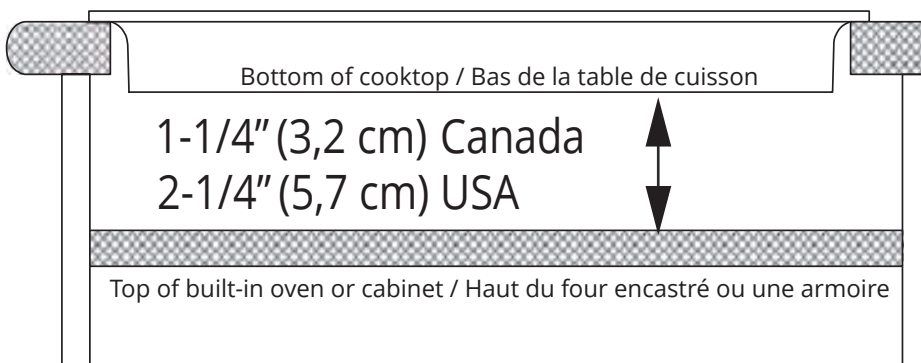 Bottom of cooktop / Bas de la table de cuisson
1-1/4” (3,2 cm) Canada
2-1/4” (5,7 cm) USA
Top of built-in oven or cabinet / Haut du four encastré ou une armoire